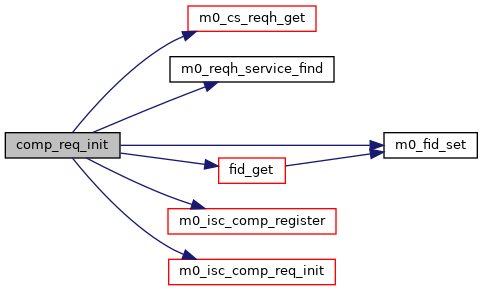 m0_cs_reqh_get
m0_reqh_service_find
comp_req_init
m0_fid_set
fid_get
m0_isc_comp_register
m0_isc_comp_req_init